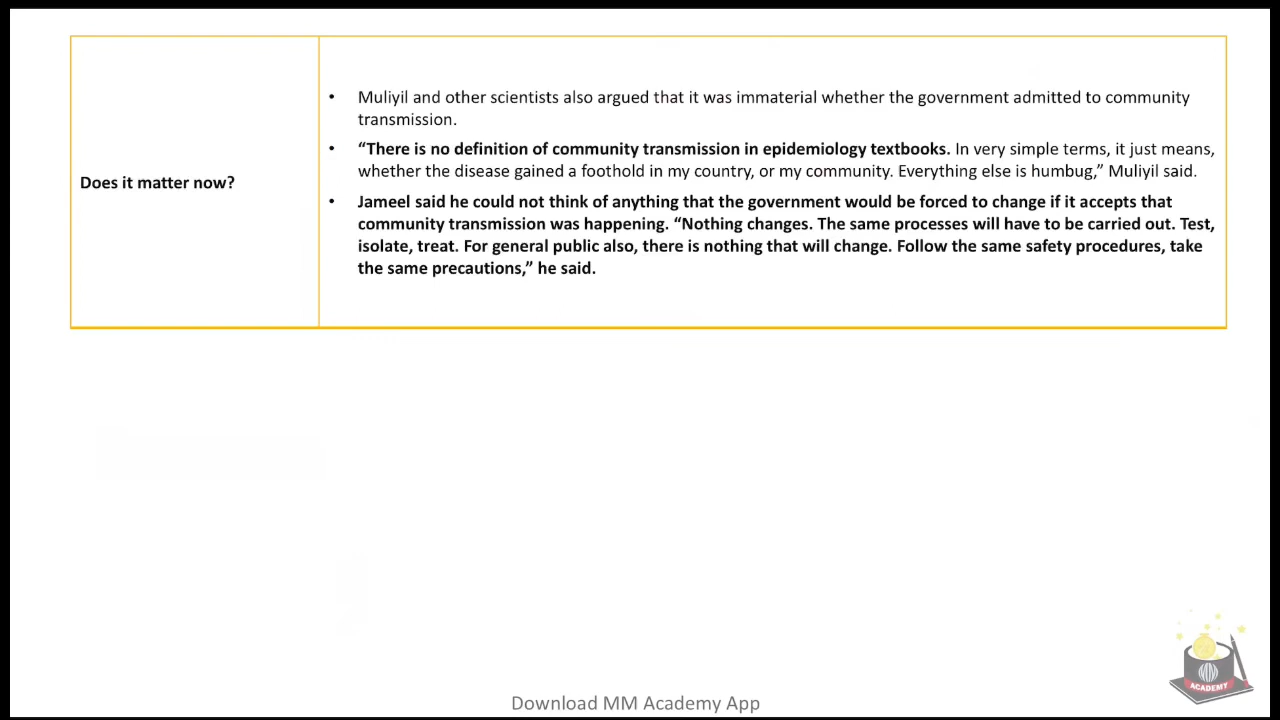 Does it matter now?
• Muliyil and other scientists also argued that it was immaterial whether the government admitted to community
transmission.
• “There is no definition of community transmission in epidemiology textbooks. In very simple terms, it just means,
whether the disease gained a foothold in my country, or my community. Everything else is humbug,” Muliyil said.
• Jameel said he could not think of anything that the government would be forced to change if it accepts that
community transmission was happening. “Nothing changes. The same processes will have to be carried out. Test,
isolate, treat. For general public also, there is nothing that will change. Follow the same safety procedures, take
the same precautions,” he said.
ACADEMY
Download MM Academy App